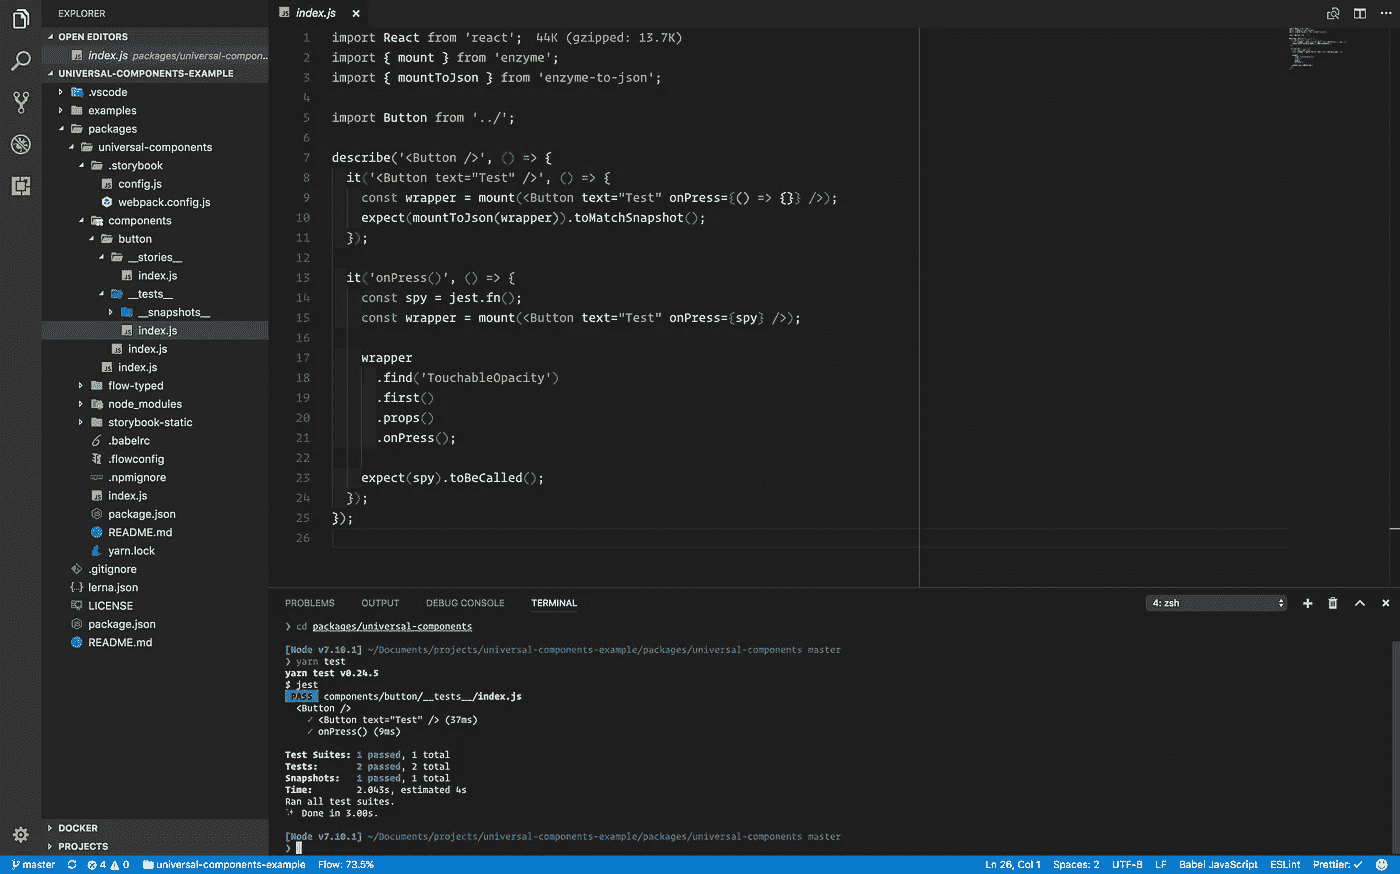 EXPLORER
OPEN EDITORS
index.js packages/universal-compon...
UNIVERSAL-COMPONENTS-EXAMPLE
.vscode
examples
packages
universal-components
.storybook
config.js
webpack.config.js
components
button
__stories__
index.js
__tests__
__snapshots__
index.js
index.js
index.js
flow-typed
node_modules
storybook-static
.babelrc
.flowconfig
.npmignore
index.js
package.json
README.md
yarn.lock
.gitignore
lerna.json
LICENSE
package.json
README.md
DOCKER
PROJECTS
index.js
1 import React from 'react'; 44K (gzipped: 13.7K)
2 import { mount } from 'enzyme';
3 import { mountToJson } from 'enzyme-to-json';
4
5 import Button from '../';
6
7 describe('<Button />', () => {
8 it('<Button text="Test" />', () => {
9 const wrapper = mount(<Button text="Test" onPress={() => {}} />);
10 expect(mountToJson(wrapper)).toMatchSnapshot();
11 });
12
13 it('onPress()', () => {
14 const spy = jest.fn();
15 const wrapper = mount(<Button text="Test" onPress={spy} />);
16
17 wrapper
18 .find('TouchableOpacity')
19 .first()
20 .props()
21 .onPress();
22
23 expect(spy).toBeCalled();
24 });
25 });
26
PROBLEMS OUTPUT DEBUG CONSOLE TERMINAL 4: zsh
❯ cd packages/universal-components
[Node v7.10.1] ~/Documents/projects/universal-components-example/packages/universal-components master
❯ yarn test
yarn test v0.24.5
$ jest
PASS components/button/__tests__/index.js
<Button />
✓ <Button text="Test" /> (37ms)
✓ onPress() (9ms)
Test Suites: 1 passed, 1 total
Tests: 2 passed, 2 total
Snapshots: 1 passed, 1 total
Time: 2.043s, estimated 4s
Ran all test suites.
✨ Done in 3.00s.
[Node v7.10.1] ~/Documents/projects/universal-components-example/packages/universal-components master
❯
master 4 0 universal-components-example Flow: 73.5% Ln 26, Col 1 Spaces: 2 UTF-8 LF Babel JavaScript ESLint Prettier: ✓